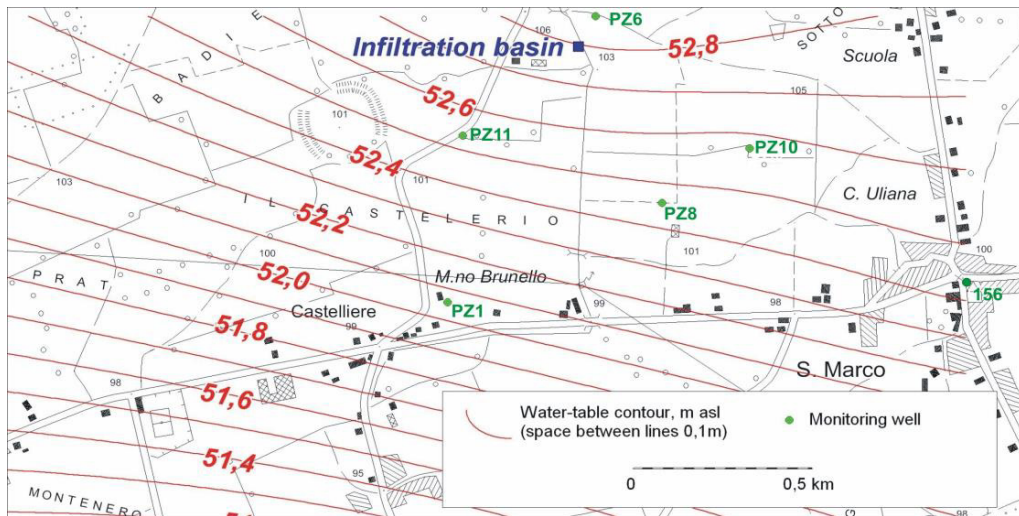 106
PZ6
SOTTO
52,8
Infiltration basin
103
Scuola
BADIE
52,6
105
101
PZ11
PZ10
52,4
103
101
C. Uliana
IL CASTELERIO
PZ8
52,2
100
101
100
PRAT
52,0
M.no Brunello
156
Castelliere
PZ1
99
98
51,8
99
S. Marco
98
51,6
Water-table contour, m asl
(space between lines 0,1m)
Monitoring well
51,4
95
0
0,5 km
MONTENERO
98